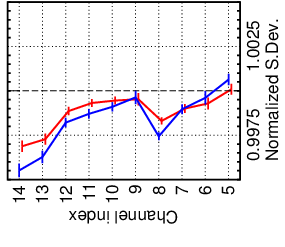 14 13 12 11 10 9 8 7 6 5
Channel index
0.9975 1.0025
Normalized S.Dev.